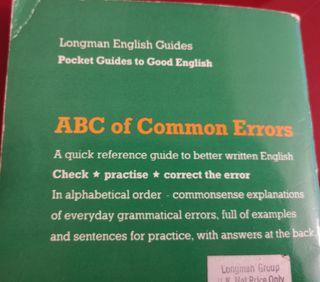 Longman English Guides
Pocket Guides to Good English
ABC of Common Errors
A quick reference guide to better written English
Check ★ practise ★ correct the error
In alphabetical order - commonsense explanations
of everyday grammatical errors, full of examples
and sentences for practice, with answers at the back.
Longman Group
U.K. Net Price Only